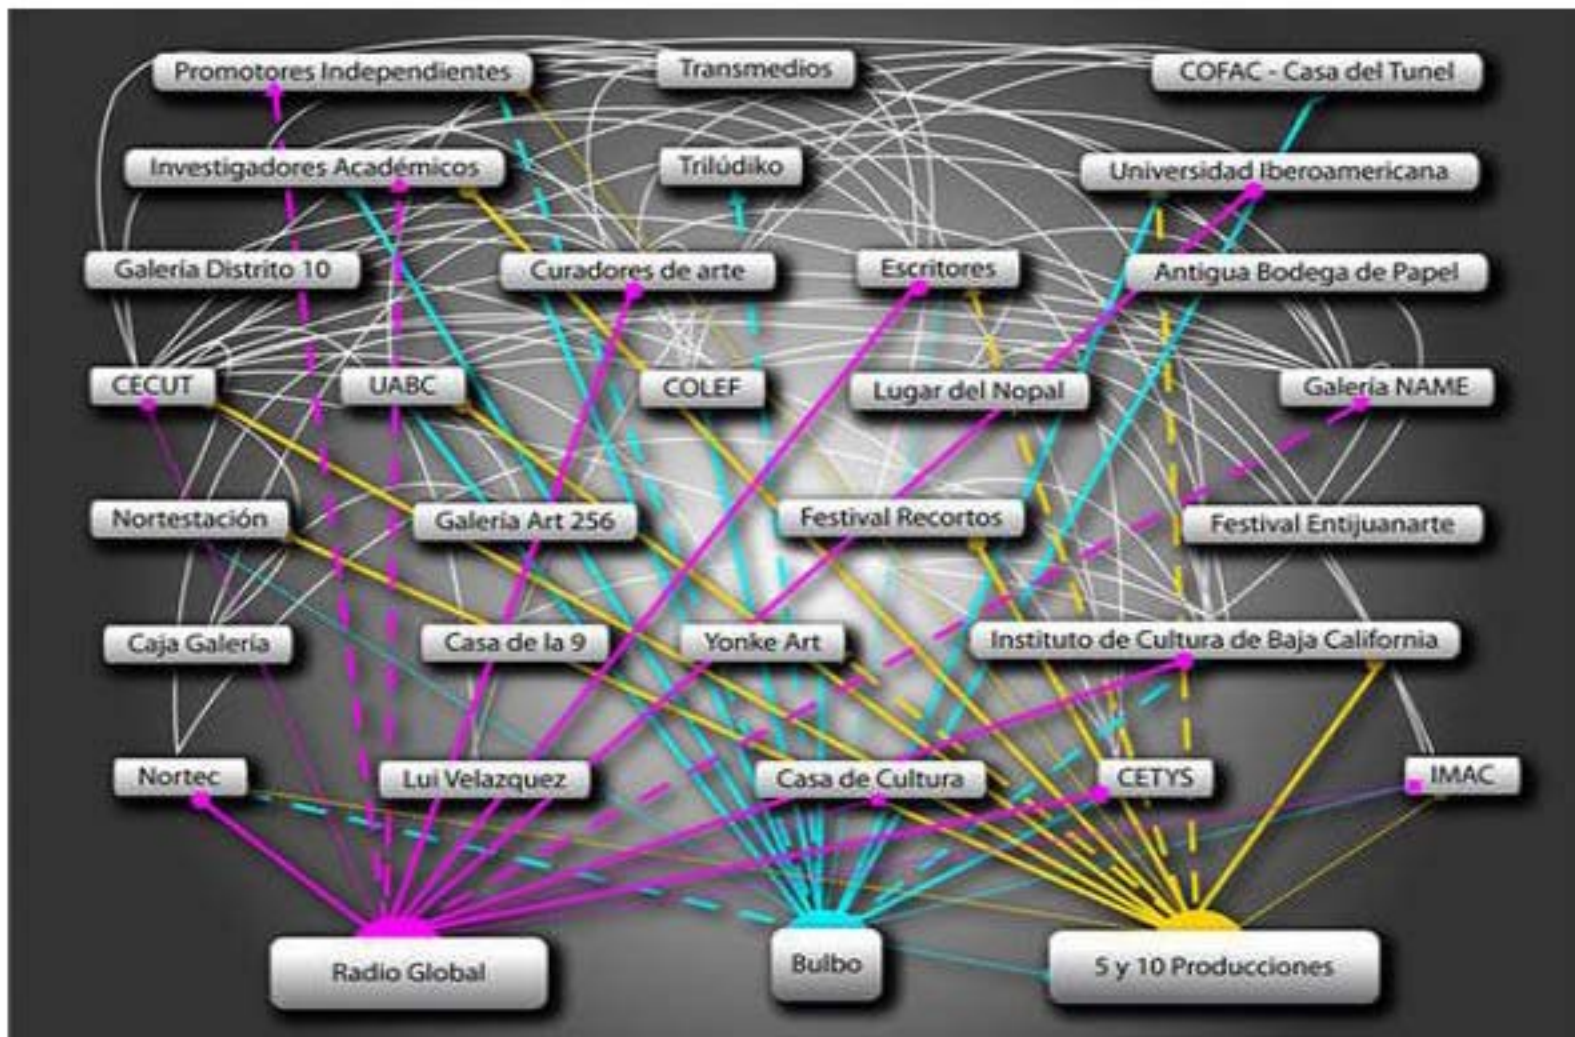 Promotores Independientes
Transmedios
COFAC - Casa del Tunel
Investigadores Académicos
Trilúdiko
Universidad Iberoamericana
Galería Distrito 10
Curadores de arte
Escritores
Antigua Bodega de Papel
CECUT
UABC
COLEF
Lugar del Nopal
Galería NAME
Nortestación
Galería Art 256
Festival Recortos
Festival Entijuanarte
Caja Galería
Casa de la 9
Yonke Art
Instituto de Cultura de Baja California
Nortec
Lui Velazquez
Casa de Cultura
CETYS
IMAC
Radio Global
Bulbo
5 y 10 Producciones